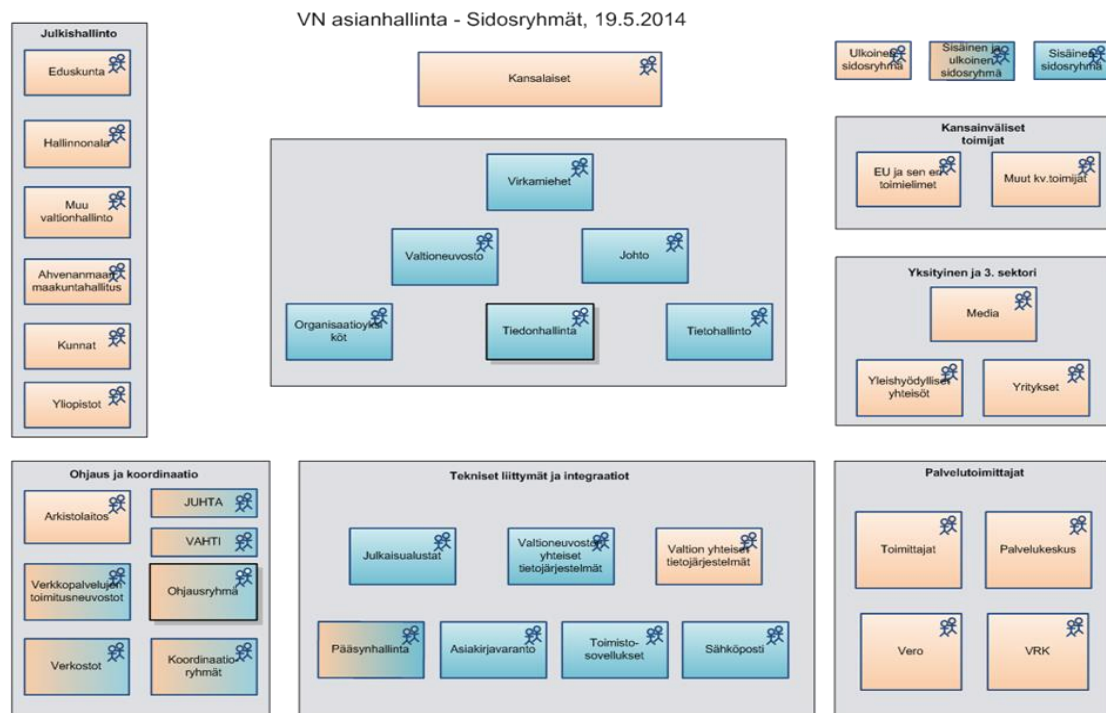 VN asianhallinta - Sidosryhmät, 19.5.2014
Julkishallinto
Eduskunta
Hallinnonala
Muu
valtionhallinto
Ahvenanmaan
maakuntahallitus
Kunnat
Yliopistot
Kansalaiset
Virkamiehet
Valtioneuvosto
Johto
Organisaatioyksi
köt
Tiedonhallinta
Tietohallinto
Ulkoinen
sidosryhmä
Sisäinen ja
ulkoinen
sidosryhmä
Sisäinen
sidosryhmä
Kansainväliset
toimijat
EU ja sen eri
toimielimet
Muut kv.toimijat
Yksityinen ja 3. sektori
Media
Yleishyödylliset
yhteisöt
Yritykset
Ohjaus ja koordinaatio
Arkistolaitos
JUHTA
VAHTI
Verkkopalvelujen
toimitusneuvostot
Ohjausryhmä
Verkostot
Koordinaatio-
ryhmät
Tekniset liittymät ja integraatiot
Julkaisualustat
Valtioneuvoston
yhteiset
tietojärjestelmät
Valtion yhteiset
tietojärjestelmät
Pääsynhallinta
Asiakirjavaranto
Toimisto-
sovellukset
Sähköposti
Palvelutoimittajat
Toimittajat
Palvelukeskus
Vero
VRK